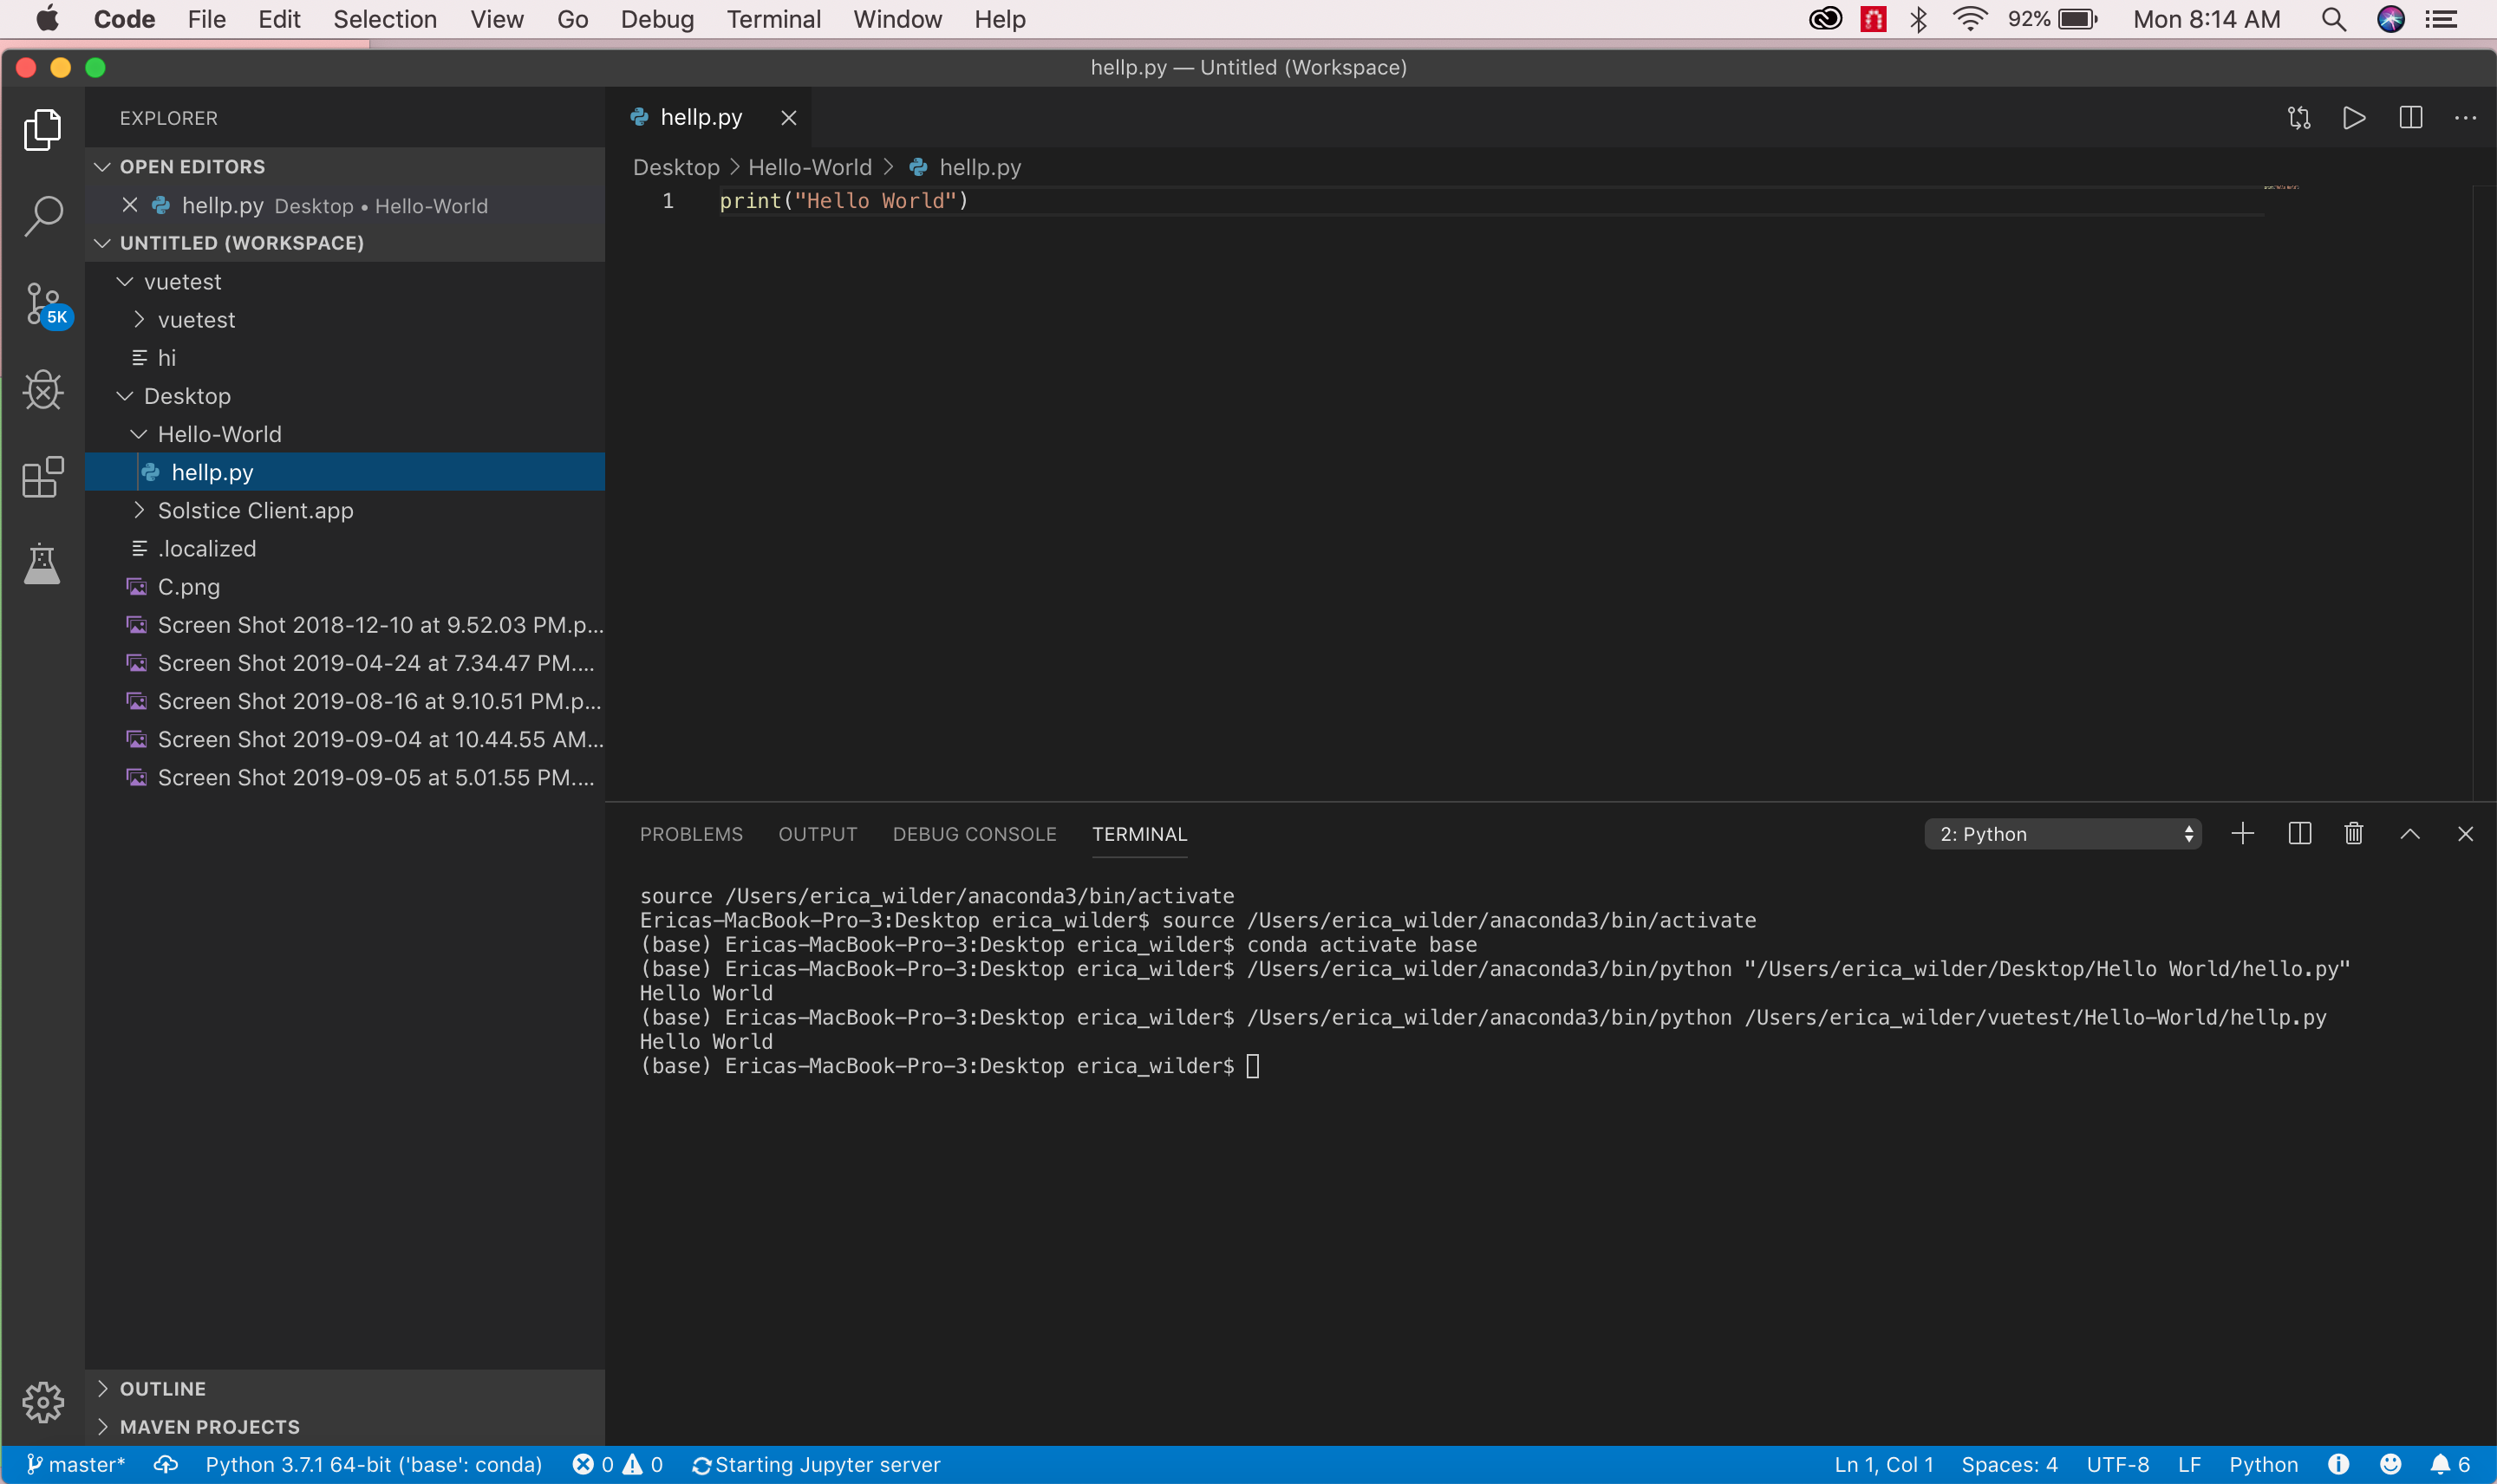 Code File Edit Selection View Go Debug Terminal Window Help 92% Mon 8:14 AM
hellp.py — Untitled (Workspace)
EXPLORER
OPEN EDITORS
hellp.py Desktop • Hello-World
UNTITLED (WORKSPACE)
vuetest
vuetest
hi
Desktop
Hello-World
hellp.py
Solstice Client.app
.localized
C.png
Screen Shot 2018-12-10 at 9.52.03 PM.p...
Screen Shot 2019-04-24 at 7.34.47 PM....
Screen Shot 2019-08-16 at 9.10.51 PM.p...
Screen Shot 2019-09-04 at 10.44.55 AM...
Screen Shot 2019-09-05 at 5.01.55 PM....
OUTLINE
MAVEN PROJECTS
5K
hellp.py
Desktop > Hello-World > hellp.py
1 print("Hello World")
PROBLEMS OUTPUT DEBUG CONSOLE TERMINAL 2: Python
source /Users/erica_wilder/anaconda3/bin/activate
Ericas-MacBook-Pro-3:Desktop erica_wilder$ source /Users/erica_wilder/anaconda3/bin/activate
(base) Ericas-MacBook-Pro-3:Desktop erica_wilder$ conda activate base
(base) Ericas-MacBook-Pro-3:Desktop erica_wilder$ /Users/erica_wilder/anaconda3/bin/python "/Users/erica_wilder/Desktop/Hello World/hello.py"
Hello World
(base) Ericas-MacBook-Pro-3:Desktop erica_wilder$ /Users/erica_wilder/anaconda3/bin/python /Users/erica_wilder/vuetest/Hello-World/hellp.py
Hello World
(base) Ericas-MacBook-Pro-3:Desktop erica_wilder$
master* Python 3.7.1 64-bit ('base': conda) 0 0 Starting Jupyter server Ln 1, Col 1 Spaces: 4 UTF-8 LF Python 6